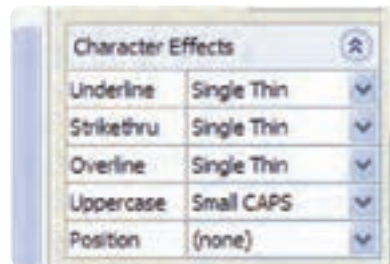 Character Effects
Underline Single Thin
Strikethru Single Thin
Overline Single Thin
Uppercase Small CAPS
Position (none)